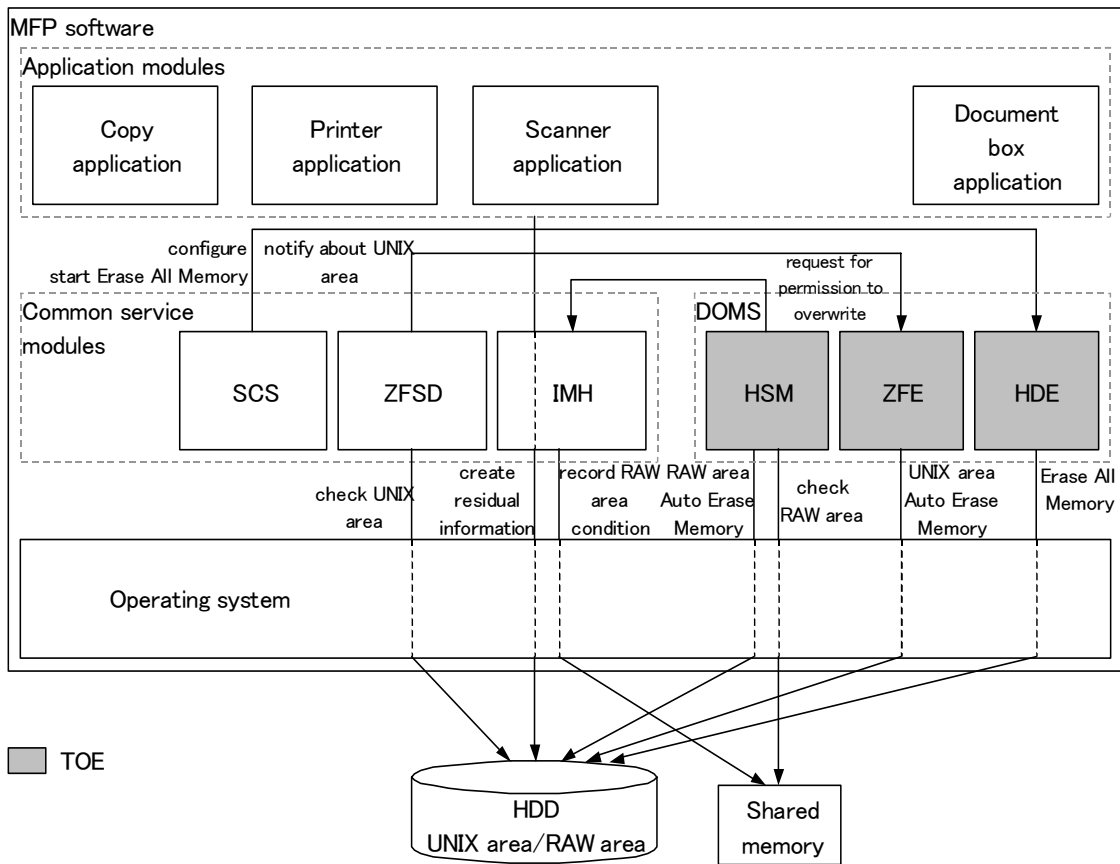 MFP software
Application modules
Copy
application
Printer
application
Scanner
application
Document
box
application
configure
start Erase All Memory
notify about UNIX
area
request for
permission to
overwrite
Common service
modules
DOMS
SCS
ZFSD
IMH
HSM
ZFE
HDE
check UNIX
area
create
residual
information
record RAW
area
condition
RAW area
Auto Erase
Memory
check
RAW area
UNIX area
Auto Erase
Memory
Erase All
Memory
Operating system
TOE
HDD
UNIX area/RAW area
Shared
memory